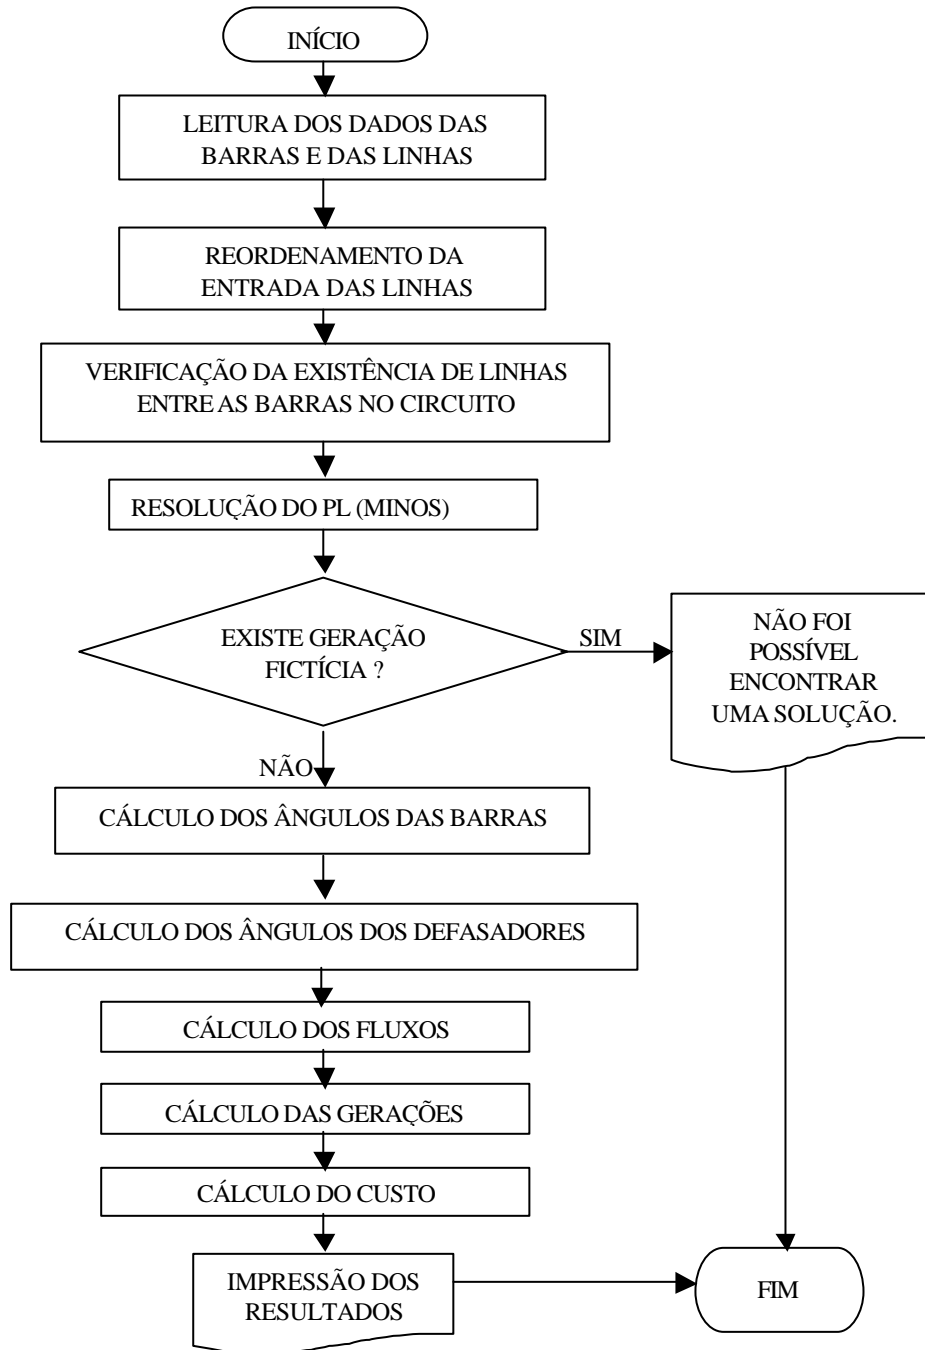 INÍCIO
LEITURA DOS DADOS DAS
BARRAS E DAS LINHAS
REORDENAMENTO DA
ENTRADA DAS LINHAS
VERIFICAÇÃO DA EXISTÊNCIA DE LINHAS
ENTRE AS BARRAS NO CIRCUITO
RESOLUÇÃO DO PL (MINOS)
EXISTE GERAÇÃO
FICTÍCIA ?
SIM
NÃO FOI
POSSÍVEL
ENCONTRAR
UMA SOLUÇÃO.
NÃO
CÁLCULO DOS ÂNGULOS DAS BARRAS
CÁLCULO DOS ÂNGULOS DOS DEFASADORES
CÁLCULO DOS FLUXOS
CÁLCULO DAS GERAÇÕES
CÁLCULO DO CUSTO
IMPRESSÃO DOS
RESULTADOS
FIM